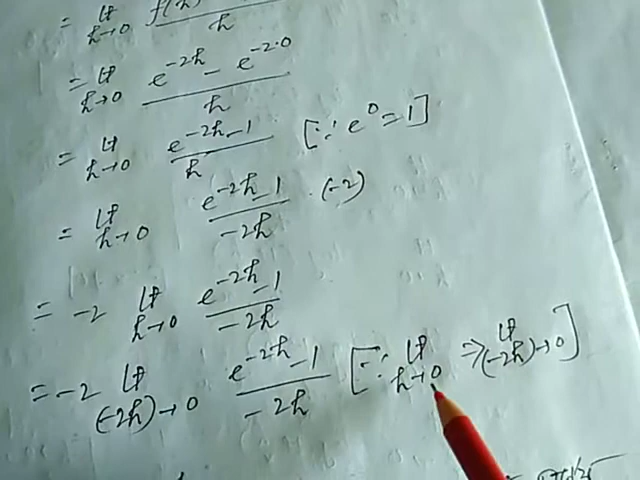 = lt h→0 f(h) / h
= lt h→0 e^-2h - e^-2·0 / h
= lt h→0 e^-2h - 1 / h [∵ e^0 = 1]
= lt h→0 e^-2h - 1 / -2h · (-2)
= -2 lt h→0 e^-2h - 1 / -2h
= -2 lt (-2h)→0 e^-2h - 1 / -2h [∵ lt h→0 ⇒ lt (-2h)→0]